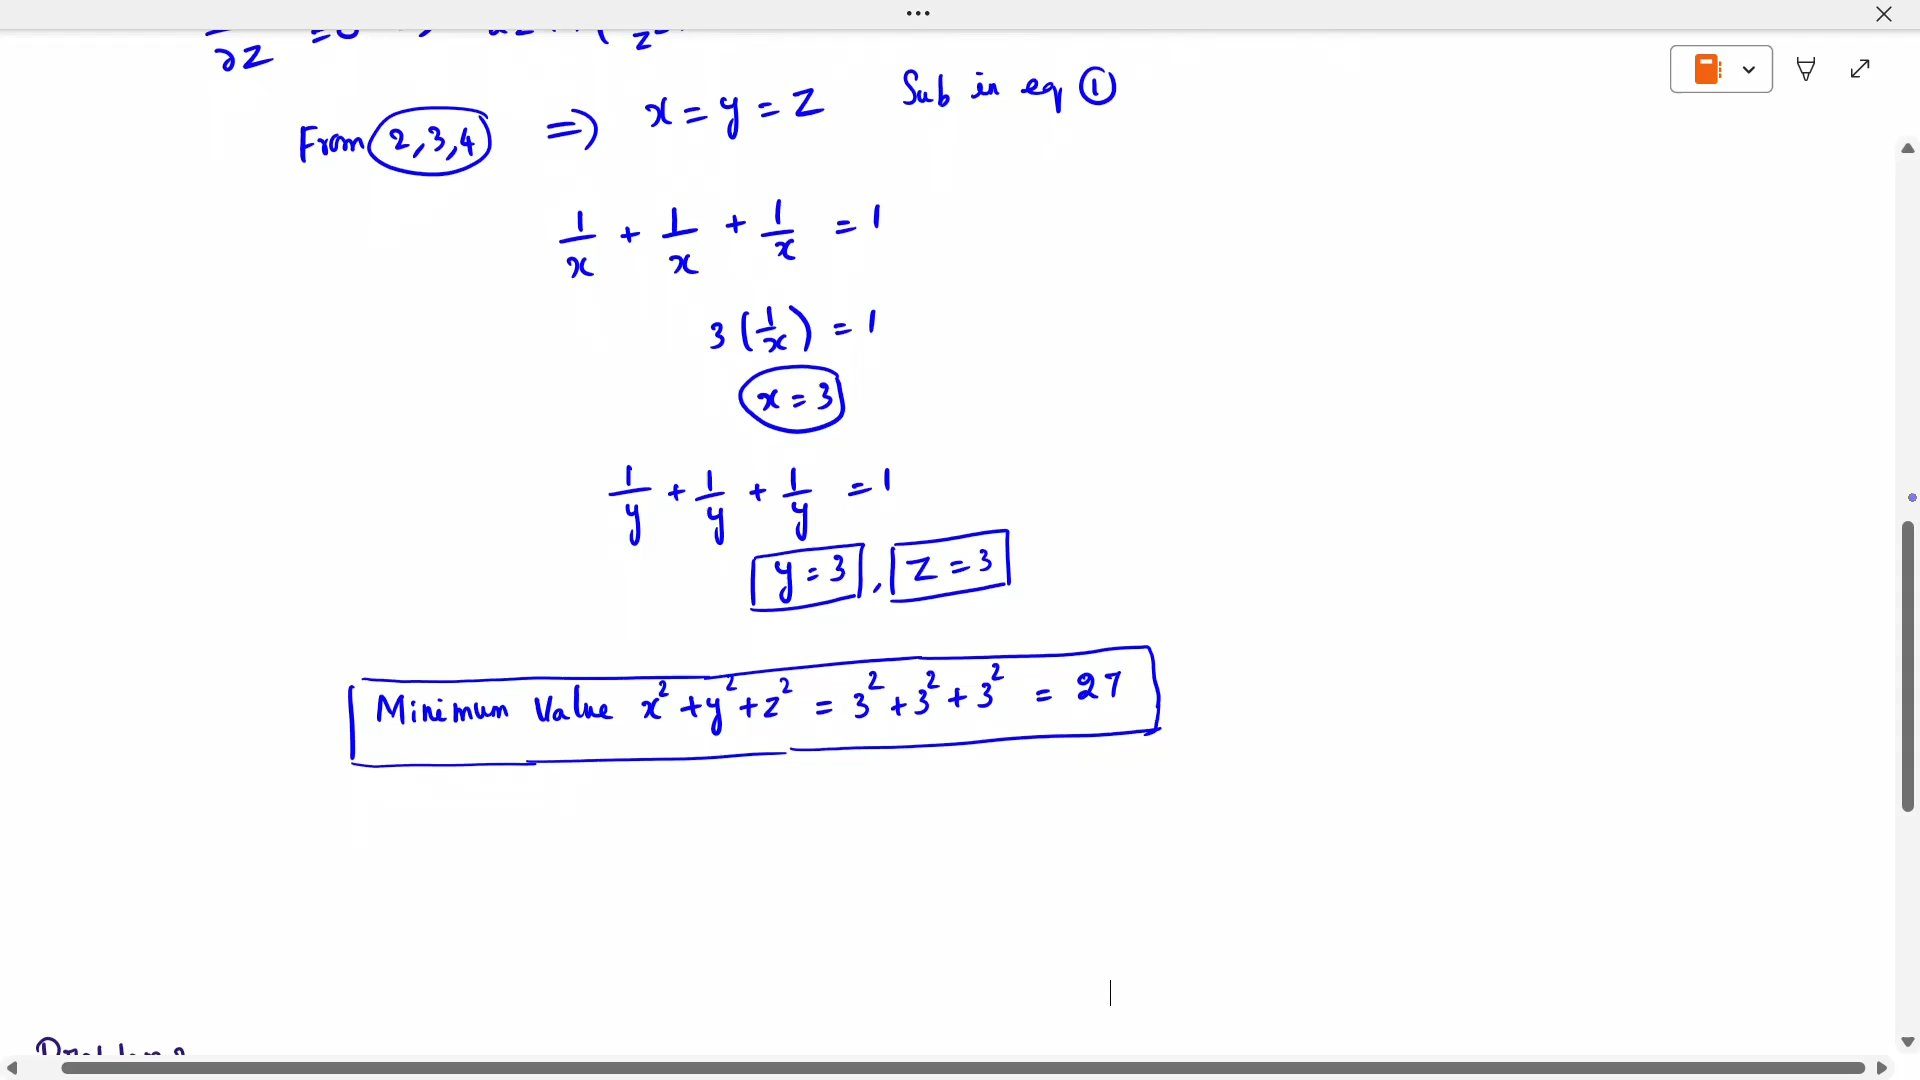 ∂z = 0
From 2,3,4 ⇒ x = y = z Sub in eq ①
1/x + 1/x + 1/x = 1
3 (1/x) = 1
x = 3
1/y + 1/y + 1/y = 1
y = 3 , z = 3
Minimum Value x² + y² + z² = 3² + 3² + 3² = 27